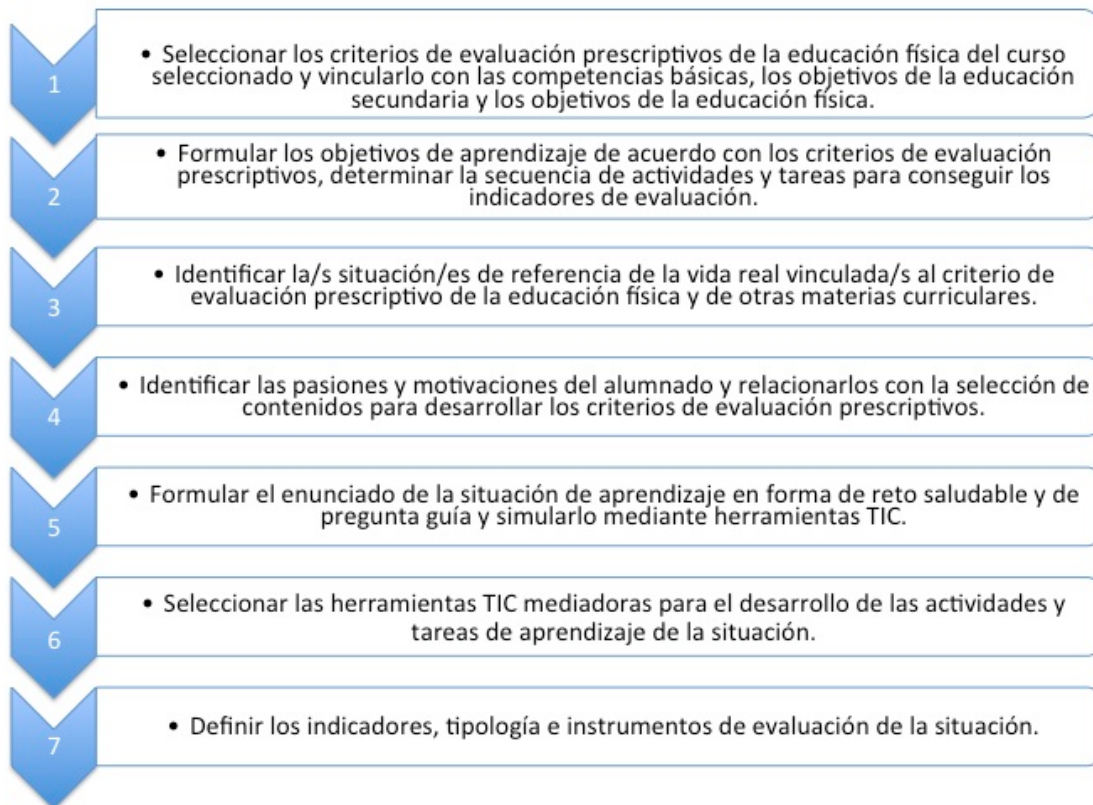 1
• Seleccionar los criterios de evaluación prescriptivos de la educación física del curso
seleccionado y vincularlo con las competencias básicas, los objetivos de la educación
secundaria y los objetivos de la educación física.
2
• Formular los objetivos de aprendizaje de acuerdo con los criterios de evaluación
prescriptivos, determinar la secuencia de actividades y tareas para conseguir los
indicadores de evaluación.
3
• Identificar la/s situación/es de referencia de la vida real vinculada/s al criterio de
evaluación prescriptivo de la educación física y de otras materias curriculares.
4
• Identificar las pasiones y motivaciones del alumnado y relacionarlos con la selección de
contenidos para desarrollar los criterios de evaluación prescriptivos.
5
• Formular el enunciado de la situación de aprendizaje en forma de reto saludable y de
pregunta guía y simularlo mediante herramientas TIC.
6
• Seleccionar las herramientas TIC mediadoras para el desarrollo de las actividades y
tareas de aprendizaje de la situación.
7
• Definir los indicadores, tipología e instrumentos de evaluación de la situación.